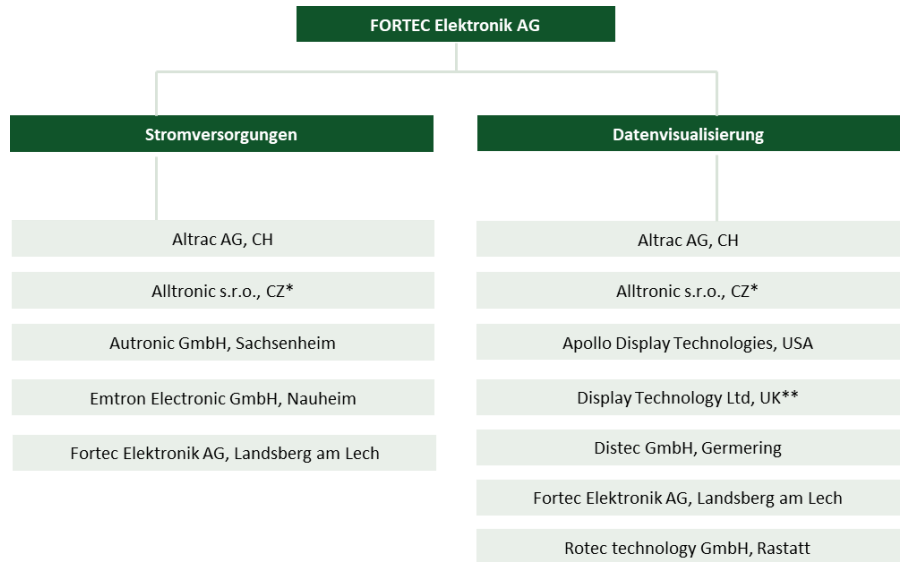 FORTEC Elektronik AG
Stromversorgungen
Altrac AG, CH
Alltronic s.r.o., CZ*
Autronic GmbH, Sachsenheim
Emtron Electronic GmbH, Nauheim
Fortec Elektronik AG, Landsberg am Lech
Datenvisualisierung
Altrac AG, CH
Alltronic s.r.o., CZ*
Apollo Display Technologies, USA
Display Technology Ltd, UK**
Distec GmbH, Germering
Fortec Elektronik AG, Landsberg am Lech
Rotec technology GmbH, Rastatt